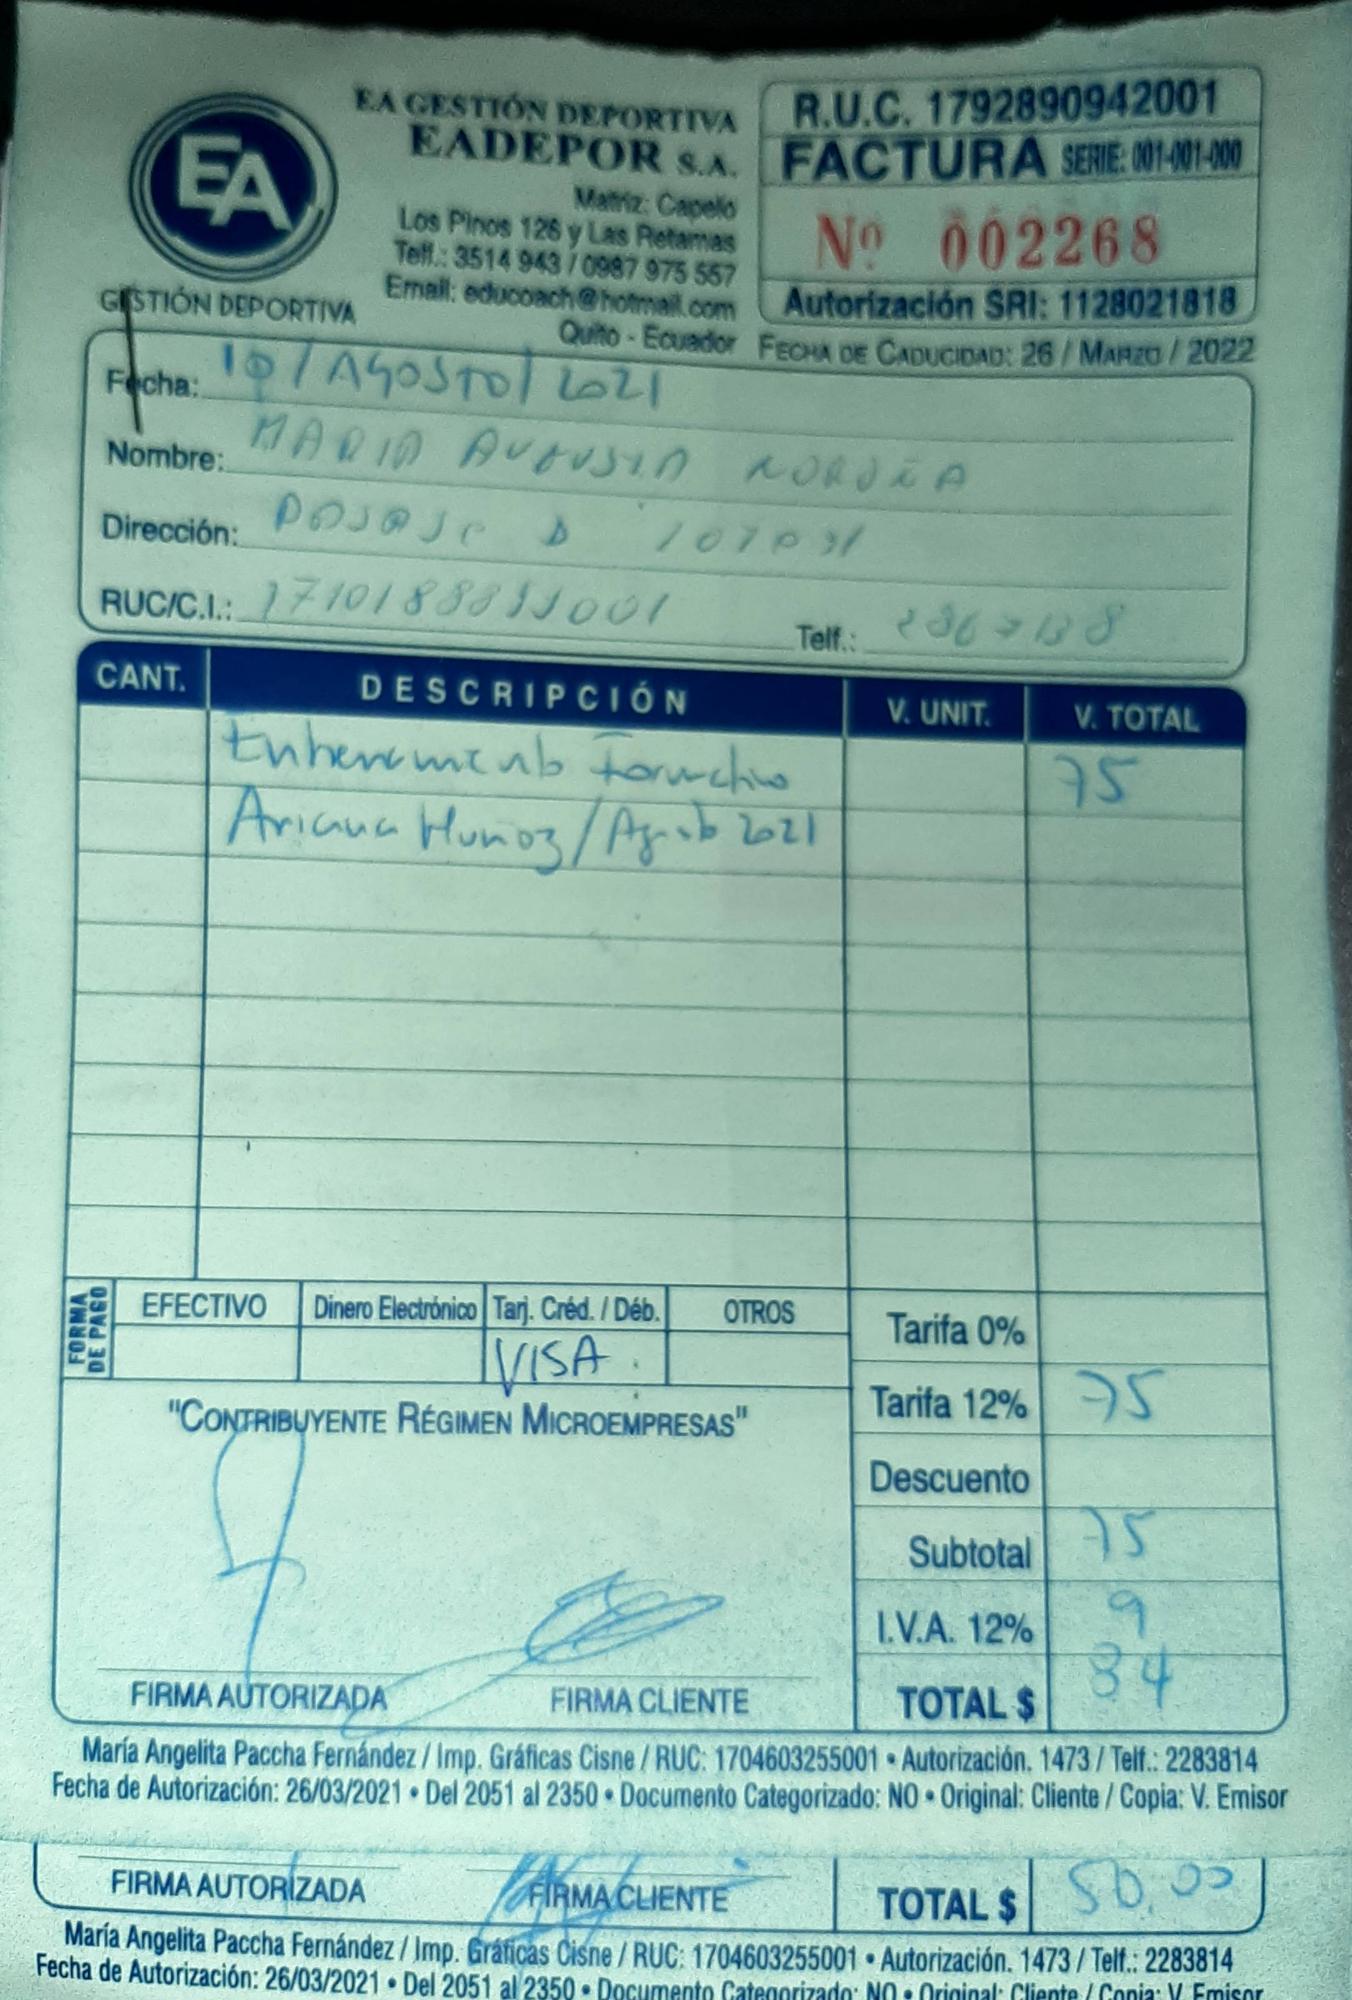 EA GESTIÓN DEPORTIVA
EADEPOR S.A.
Matriz: Capelo
Los Pinos 126 y Las Retamas
Telf.: 3514 943 / 0987 975 557
Email: educoach@hotmail.com
Quito - Ecuador
EA
GESTIÓN DEPORTIVA
R.U.C. 1792890942001
FACTURA SERIE: 001-001-000
Nº 002268
Autorización SRI: 1128021818
FECHA DE CADUCIDAD: 26 / MARZO / 2022
Fecha: 10/AGOSTO/2021
Nombre: MARIA AUGUSTA NOROÑA
Dirección:
RUC/C.I.:
Telf.:
CANT. DESCRIPCIÓN V. UNIT. V. TOTAL
Entrenamiento Formativo 75
Ariana Muñoz/Agosto 2021
FORMA DE PAGO
EFECTIVO Dinero Electrónico Tarj. Créd. / Déb. OTROS
VISA
Tarifa 0%
Tarifa 12% 75
Descuento
Subtotal 75
I.V.A. 12% 9
TOTAL $ 84
"CONTRIBUYENTE RÉGIMEN MICROEMPRESAS"
FIRMA AUTORIZADA FIRMA CLIENTE
María Angelita Paccha Fernández / Imp. Gráficas Cisne / RUC: 1704603255001 • Autorización. 1473 / Telf.: 2283814
Fecha de Autorización: 26/03/2021 • Del 2051 al 2350 • Documento Categorizado: NO • Original: Cliente / Copia: V. Emisor
FIRMA AUTORIZADA FIRMA CLIENTE TOTAL $ 50.00
María Angelita Paccha Fernández / Imp. Gráficas Cisne / RUC: 1704603255001 • Autorización. 1473 / Telf.: 2283814
Fecha de Autorización: 26/03/2021 • Del 2051 al 2350 • Documento Categorizado: NO • Original: Cliente / Copia: V. Emisor